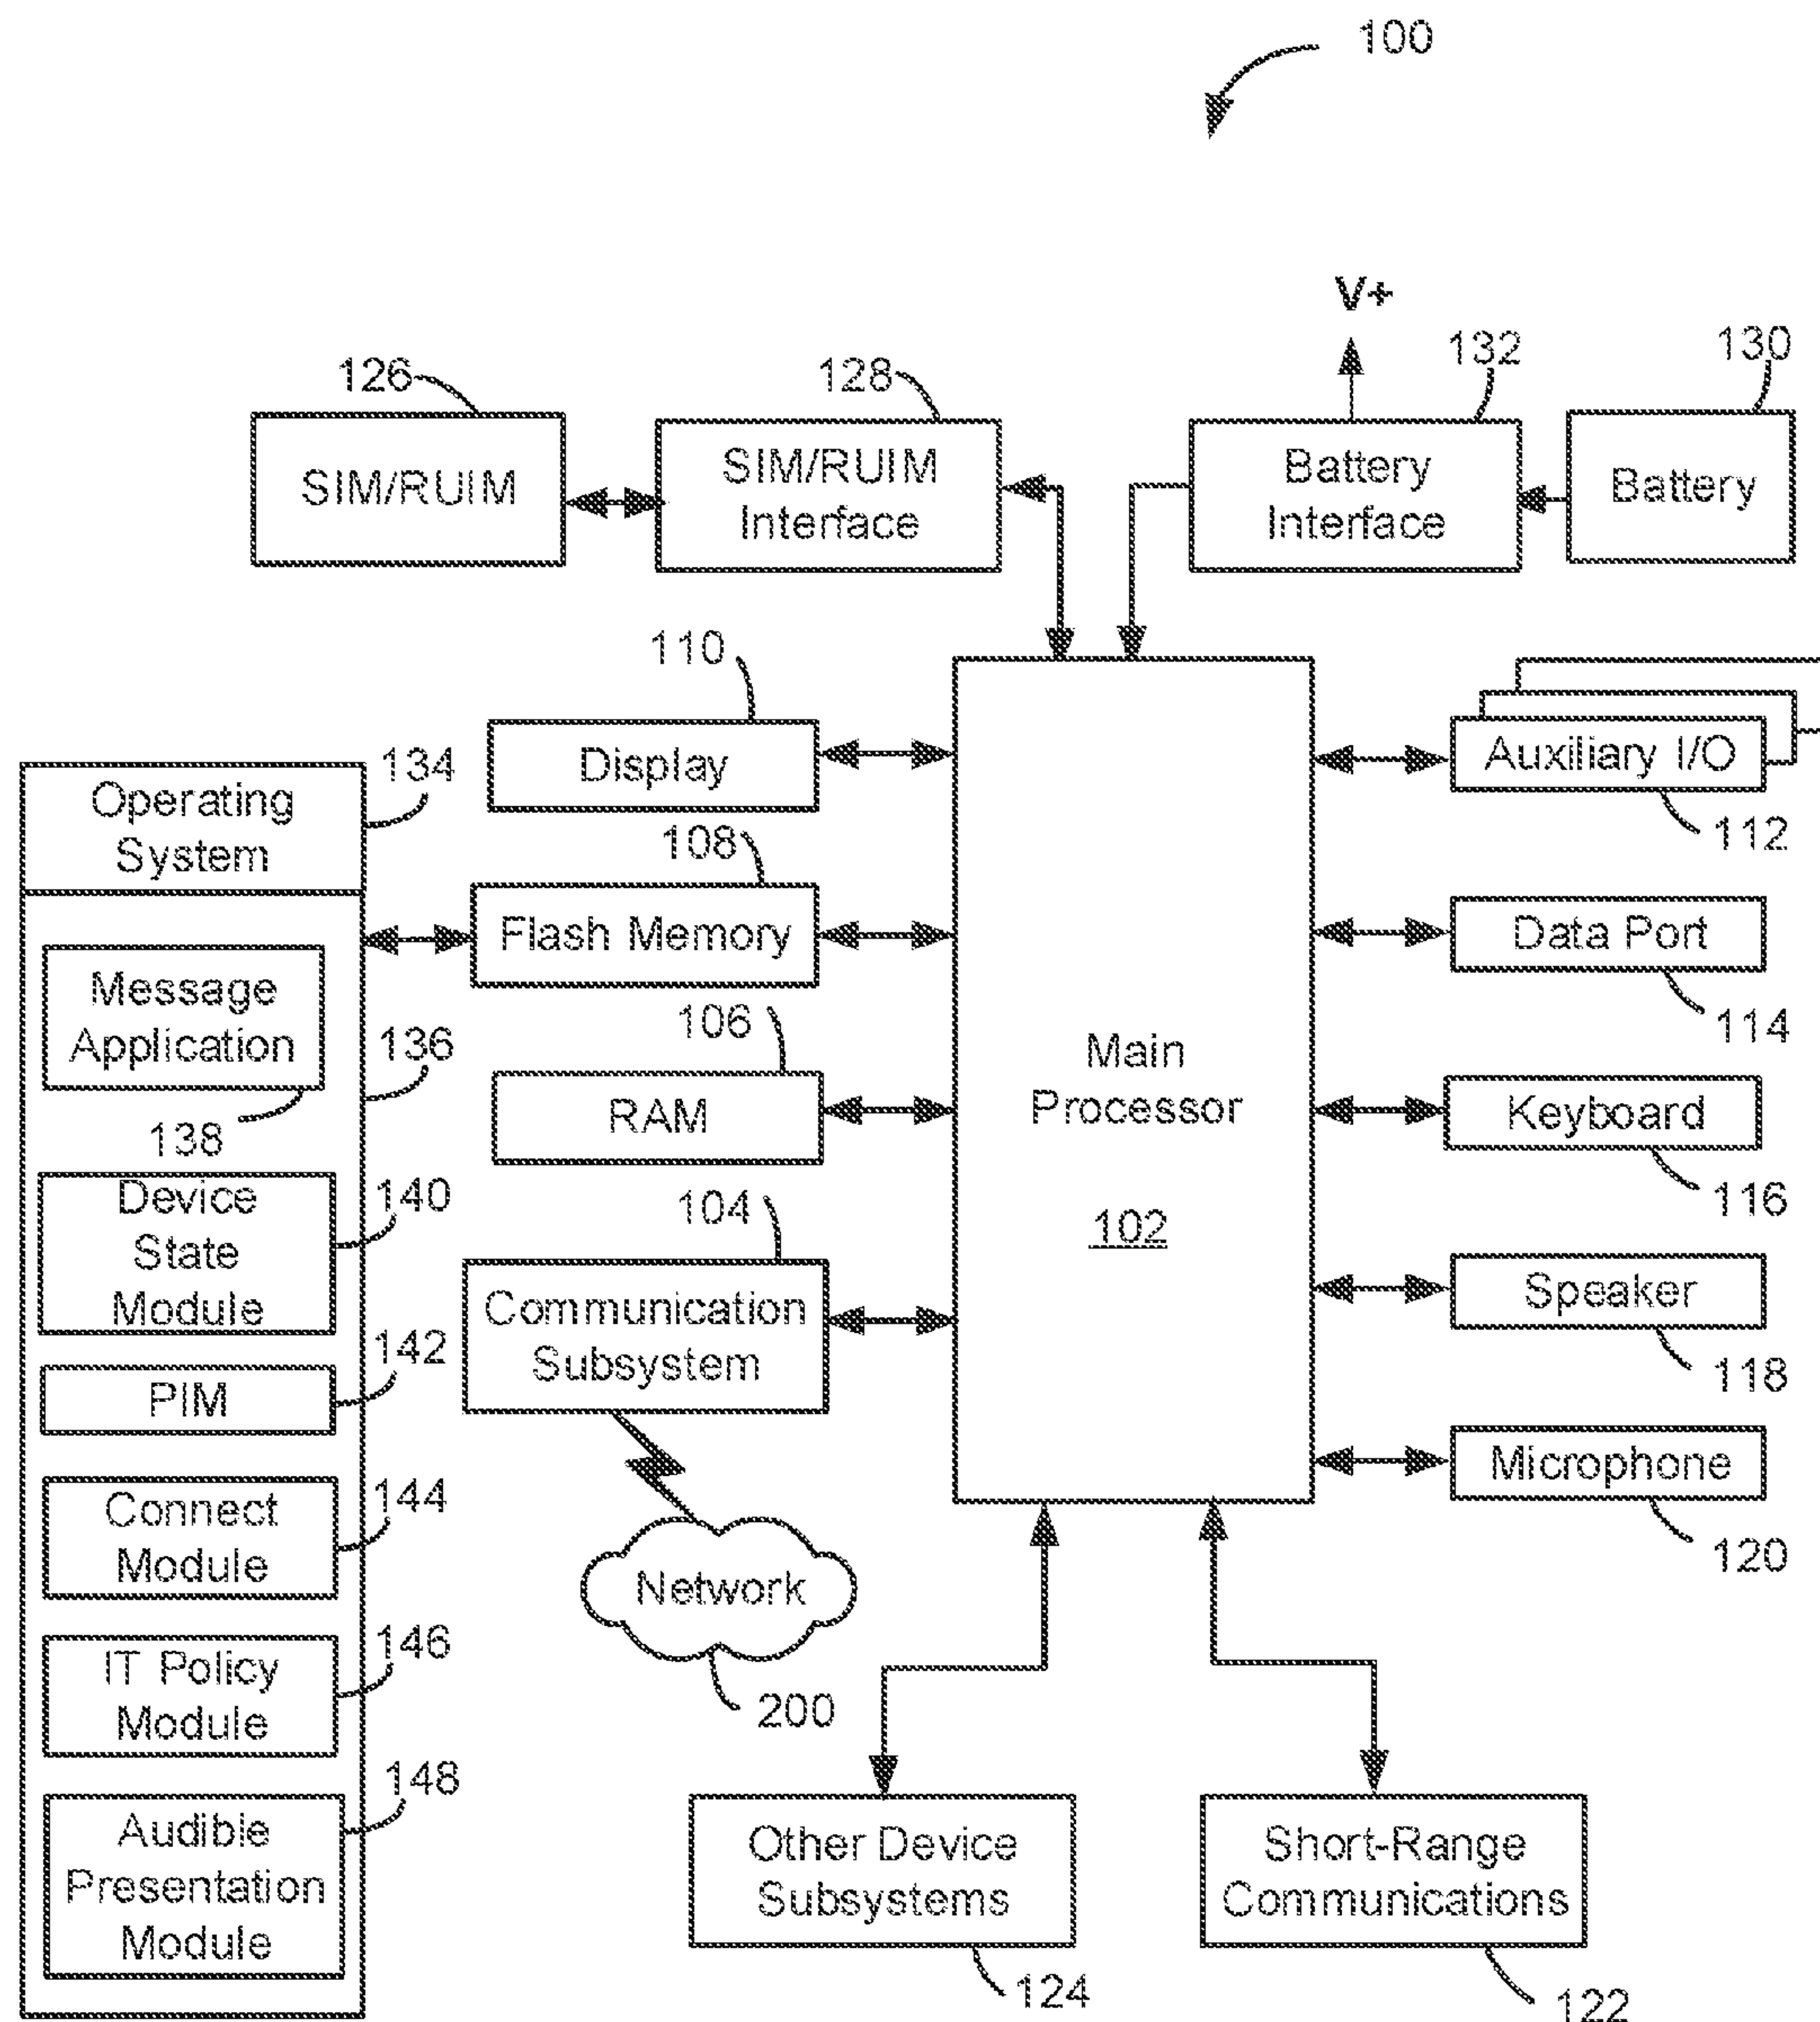 100
V+
126
128
132
130
SIM/RUIM
SIM/RUIM
Interface
Battery
Interface
Battery
110
Display
134
Operating
System
108
Flash Memory
Auxiliary I/O
112
Message
Application
138
136
106
RAM
Main
Processor
102
Data Port
114
Keyboard
116
Device
State
Module
140
104
Communication
Subsystem
Speaker
118
142
PIM
Microphone
120
Connect
Module
144
Network
200
IT Policy
Module
146
148
Audible
Presentation
Module
Other Device
Subsystems
124
Short-Range
Communications
122